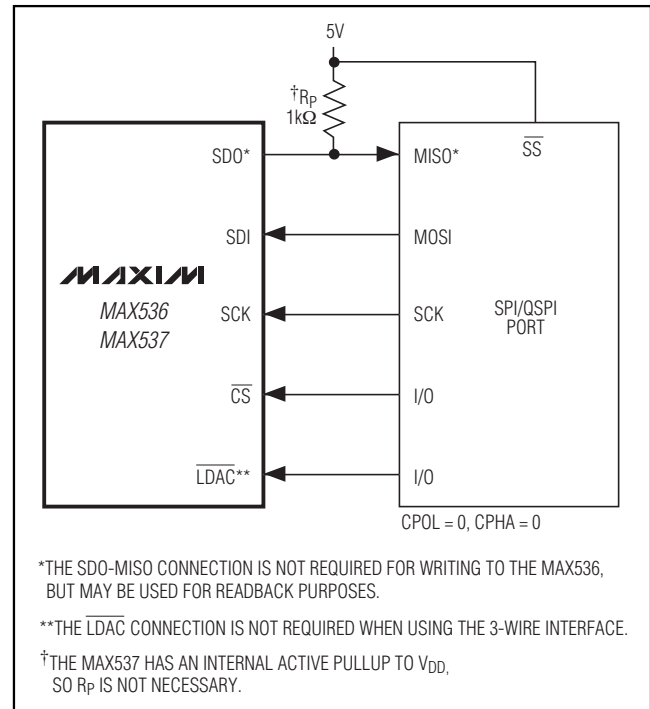 5V
†RP
1kΩ
SDO*
MISO*
SS
SDI
MOSI
MAXIM
MAX536
MAX537
SCK
SCK
SPI/QSPI
PORT
CS
I/O
LDAC**
I/O
CPOL = 0, CPHA = 0
*THE SDO-MISO CONNECTION IS NOT REQUIRED FOR WRITING TO THE MAX536,
BUT MAY BE USED FOR READBACK PURPOSES.
**THE LDAC CONNECTION IS NOT REQUIRED WHEN USING THE 3-WIRE INTERFACE.
†THE MAX537 HAS AN INTERNAL ACTIVE PULLUP TO VDD,
SO RP IS NOT NECESSARY.